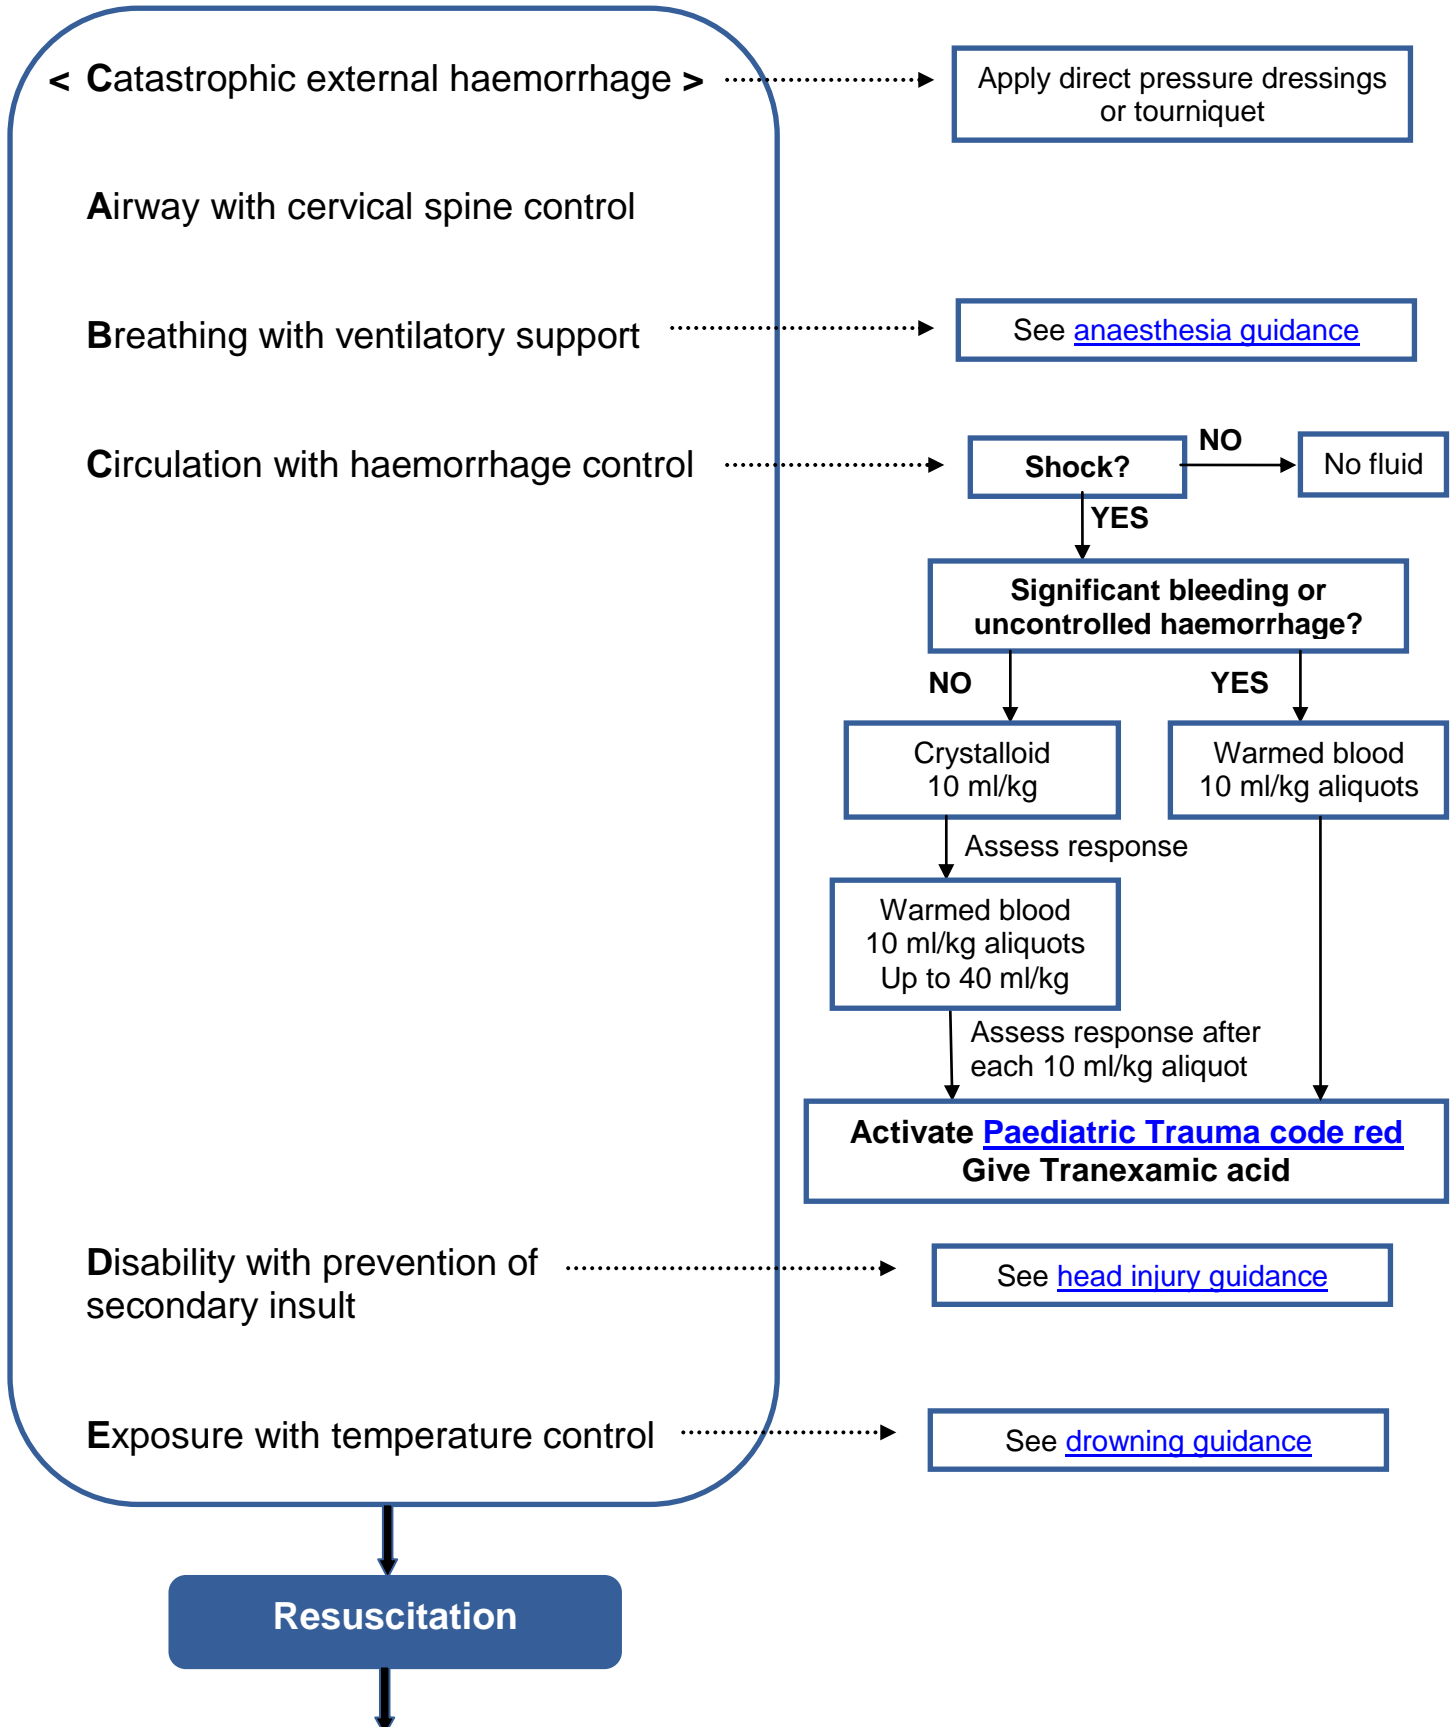 < Catastrophic external haemorrhage >
Apply direct pressure dressings
or tourniquet
Airway with cervical spine control
Breathing with ventilatory support
See anaesthesia guidance
Circulation with haemorrhage control
Shock?
NO
No fluid
YES
Significant bleeding or
uncontrolled haemorrhage?
NO
YES
Crystalloid
10 ml/kg
Warmed blood
10 ml/kg aliquots
Assess response
Warmed blood
10 ml/kg aliquots
Up to 40 ml/kg
Assess response after
each 10 ml/kg aliquot
Activate Paediatric Trauma code red
Give Tranexamic acid
Disability with prevention of
secondary insult
See head injury guidance
Exposure with temperature control
See drowning guidance
Resuscitation